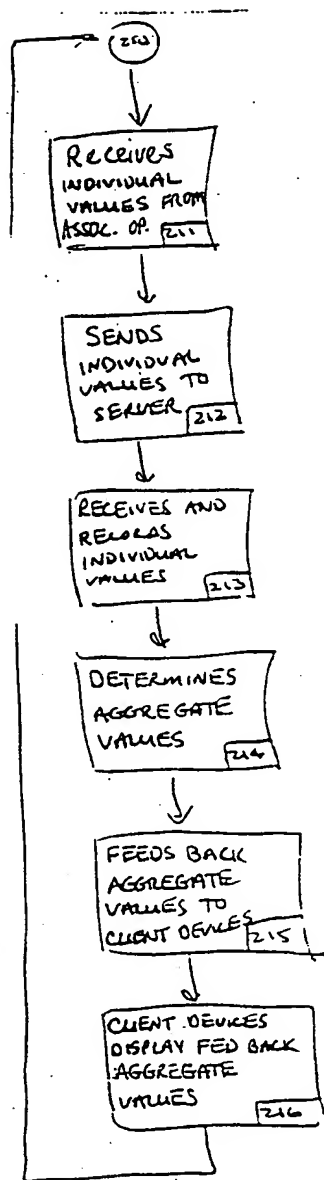 Receives
INDIVIDUAL
VALUES FROM
ASSOC. OP.
211
SENDS
INDIVIDUAL
VALUES TO
SERVER
212
RECEIVES AND
RECORDS
INDIVIDUAL
VALUES
213
DETERMINES
AGGREGATE
VALUES
214
FEEDS BACK
AGGREGATE
VALUES TO
CLIENT DEVICES
215
CLIENT DEVICES
DISPLAY FED BACK
AGGREGATE
VALUES
216